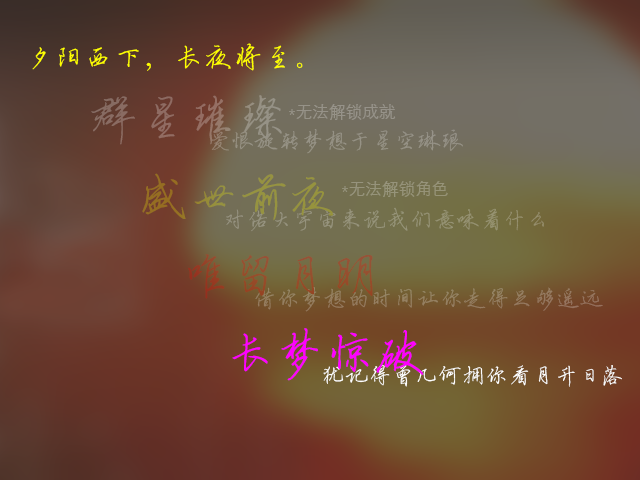 夕阳西下，长夜将至。
群星璀璨 *无法解锁成就
爱恨旋转梦想于星空琳琅
盛世前夜 *无法解锁角色
对偌大宇宙来说我们意味着什么
唯留月明
借你梦想的时间让你走得足够遥远
长梦惊破
犹记得曾几何拥你看月升日落